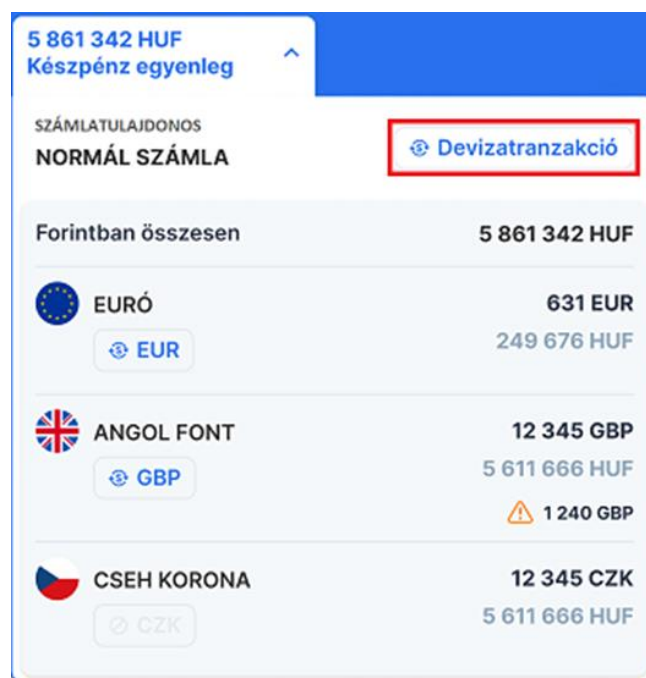 5 861 342 HUF
Készpénz egyenleg
SZÁMLATULAJDONOS
NORMÁL SZÁMLA
Devizatranzakció
Forintban összesen 5 861 342 HUF
EURÓ 631 EUR
EUR 249 676 HUF
ANGOL FONT 12 345 GBP
GBP 5 611 666 HUF
1 240 GBP
CSEH KORONA 12 345 CZK
CZK 5 611 666 HUF